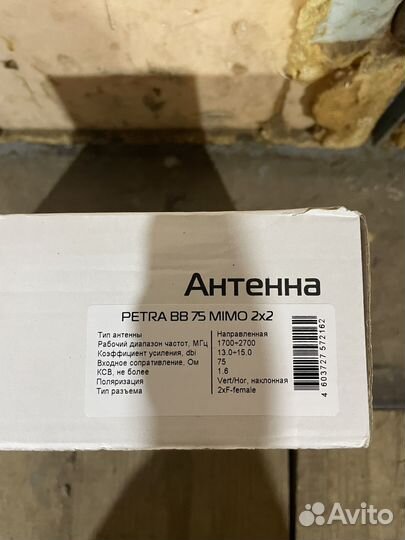 Антенна
PETRA BB 75 MIMO 2x2
Тип антенны Направленная
Рабочий диапазон частот, МГц 1700÷2700
Коэффициент усиления, dbi 13.0÷15.0
Входное сопративление, Ом 75
КСВ, не более 1.6
Поляризация Vert/Hor, наклонная
Тип разъема 2xF-female
4 603727 572162
Avito